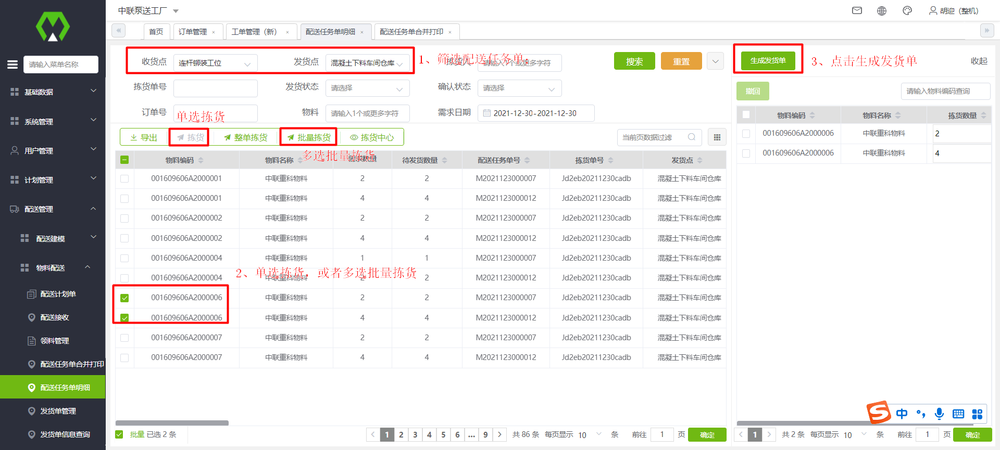 中联泵送工厂
胡迎（整机）
首页
订单管理 ×
工单管理（新） ×
配送任务单明细 ×
配送任务单合并打印 ×
请输入菜单名称
基础数据
系统管理
用户管理
计划管理
配送管理
配送建模
物料配送
配送计划单
配送接收
领料管理
配送任务单合并打印
配送任务单明细
发货单管理
发货单信息查询
收货点 连杆铆装工位 发货点 混凝土下料车间仓库
1、筛选配送任务单;
请输入1个或更多字符
搜索 重置
拣货单号 发货状态 请选择 确认状态 请选择
订单号 物料 请输入1个或更多字符 需求日期 2021-12-30-2021-12-30
单选拣货
导出 拣货 整单拣货 批量拣货 拣货中心 当前页数据过滤
多选批量拣货
物料编码 物料名称 待发货数量 配送任务单号 拣货单号 发货点
001609606A2000001 中联重科物料 2 2 M2021123000007 Jd2eb20211230cadb 混凝土下料车间仓库
001609606A2000001 中联重科物料 4 4 M2021123000012 Jd2eb20211230cadb 混凝土下料车间仓库
001609606A2000002 中联重科物料 2 2 M2021123000007 Jd2eb20211230cadb 混凝土下料车间仓库
001609606A2000002 中联重科物料 4 4 M2021123000012 Jd2eb20211230cadb 混凝土下料车间仓库
001609606A2000004 中联重科物料 1 1 M2021123000007 Jd2eb20211230cadb 混凝土下料车间仓库
2、单选拣货，或者多选批量拣货
001609606A2000004 中联重科物料 2 2 M2021123000012 Jd2eb20211230cadb 混凝土下料车间仓库
001609606A2000006 中联重科物料 2 2 M2021123000007 Jd2eb20211230cadb 混凝土下料车间仓库
001609606A2000006 中联重科物料 4 4 M2021123000012 Jd2eb20211230cadb 混凝土下料车间仓库
001609606A2000007 中联重科物料 2 2 M2021123000007 Jd2eb20211230cadb 混凝土下料车间仓库
001609606A2000007 中联重科物料 4 4 M2021123000012 Jd2eb20211230cadb 混凝土下料车间仓库
批量 已选 2 条
1 2 3 4 5 6 ... 9 共 86 条 每页显示 10 条 前往 1 页 确定
生成发货单
3、点击生成发货单
收起
撤回 请输入物料编码查询
物料编码 物料名称 拣货数量
001609606A2000006 中联重科物料 2
001609606A2000006 中联重科物料 4
S 中
1 共 2 条 每页显示 10 条 前往 1 页 确定